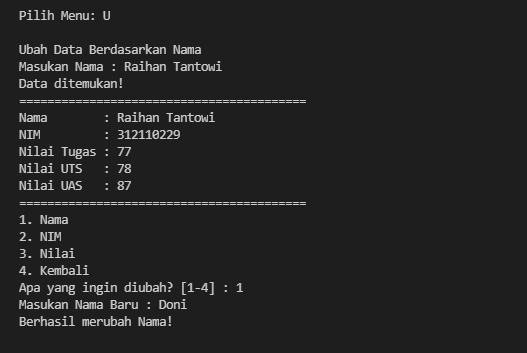 Pilih Menu: U
Ubah Data Berdasarkan Nama
Masukan Nama : Raihan Tantowi
Data ditemukan!
=========================================
Nama        : Raihan Tantowi
NIM         : 312110229
Nilai Tugas : 77
Nilai UTS   : 78
Nilai UAS   : 87
=========================================
1. Nama
2. NIM
3. Nilai
4. Kembali
Apa yang ingin diubah? [1-4] : 1
Masukan Nama Baru : Doni
Berhasil merubah Nama!